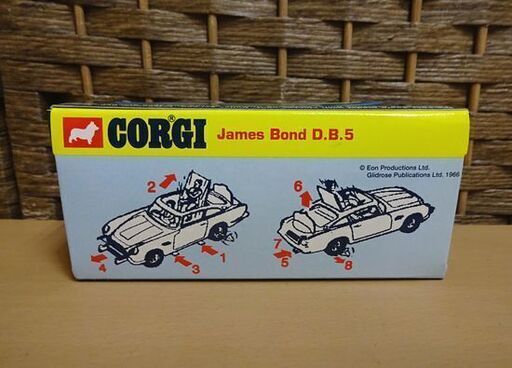 CORGI® James Bond D.B.5
© Eon Productions Ltd.
Glidrose Publications Ltd. 1966
2
6
4
3
1
7
5
8